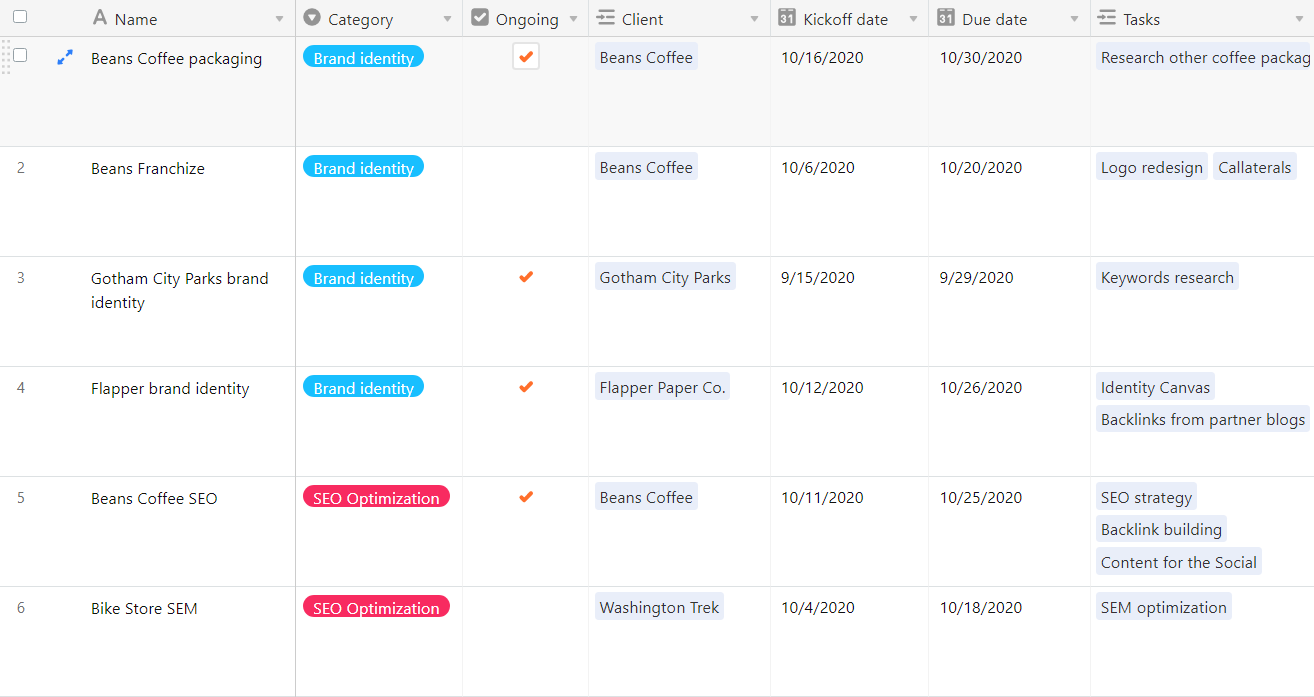 Name Category Ongoing Client 31 Kickoff date 31 Due date Tasks
Beans Coffee packaging Brand identity Beans Coffee 10/16/2020 10/30/2020 Research other coffee packag
2 Beans Franchize Brand identity Beans Coffee 10/6/2020 10/20/2020 Logo redesign Callaterals
3 Gotham City Parks brand Brand identity Gotham City Parks 9/15/2020 9/29/2020 Keywords research
identity
4 Flapper brand identity Brand identity Flapper Paper Co. 10/12/2020 10/26/2020 Identity Canvas
Backlinks from partner blogs
5 Beans Coffee SEO SEO Optimization Beans Coffee 10/11/2020 10/25/2020 SEO strategy
Backlink building
Content for the Social
6 Bike Store SEM SEO Optimization Washington Trek 10/4/2020 10/18/2020 SEM optimization